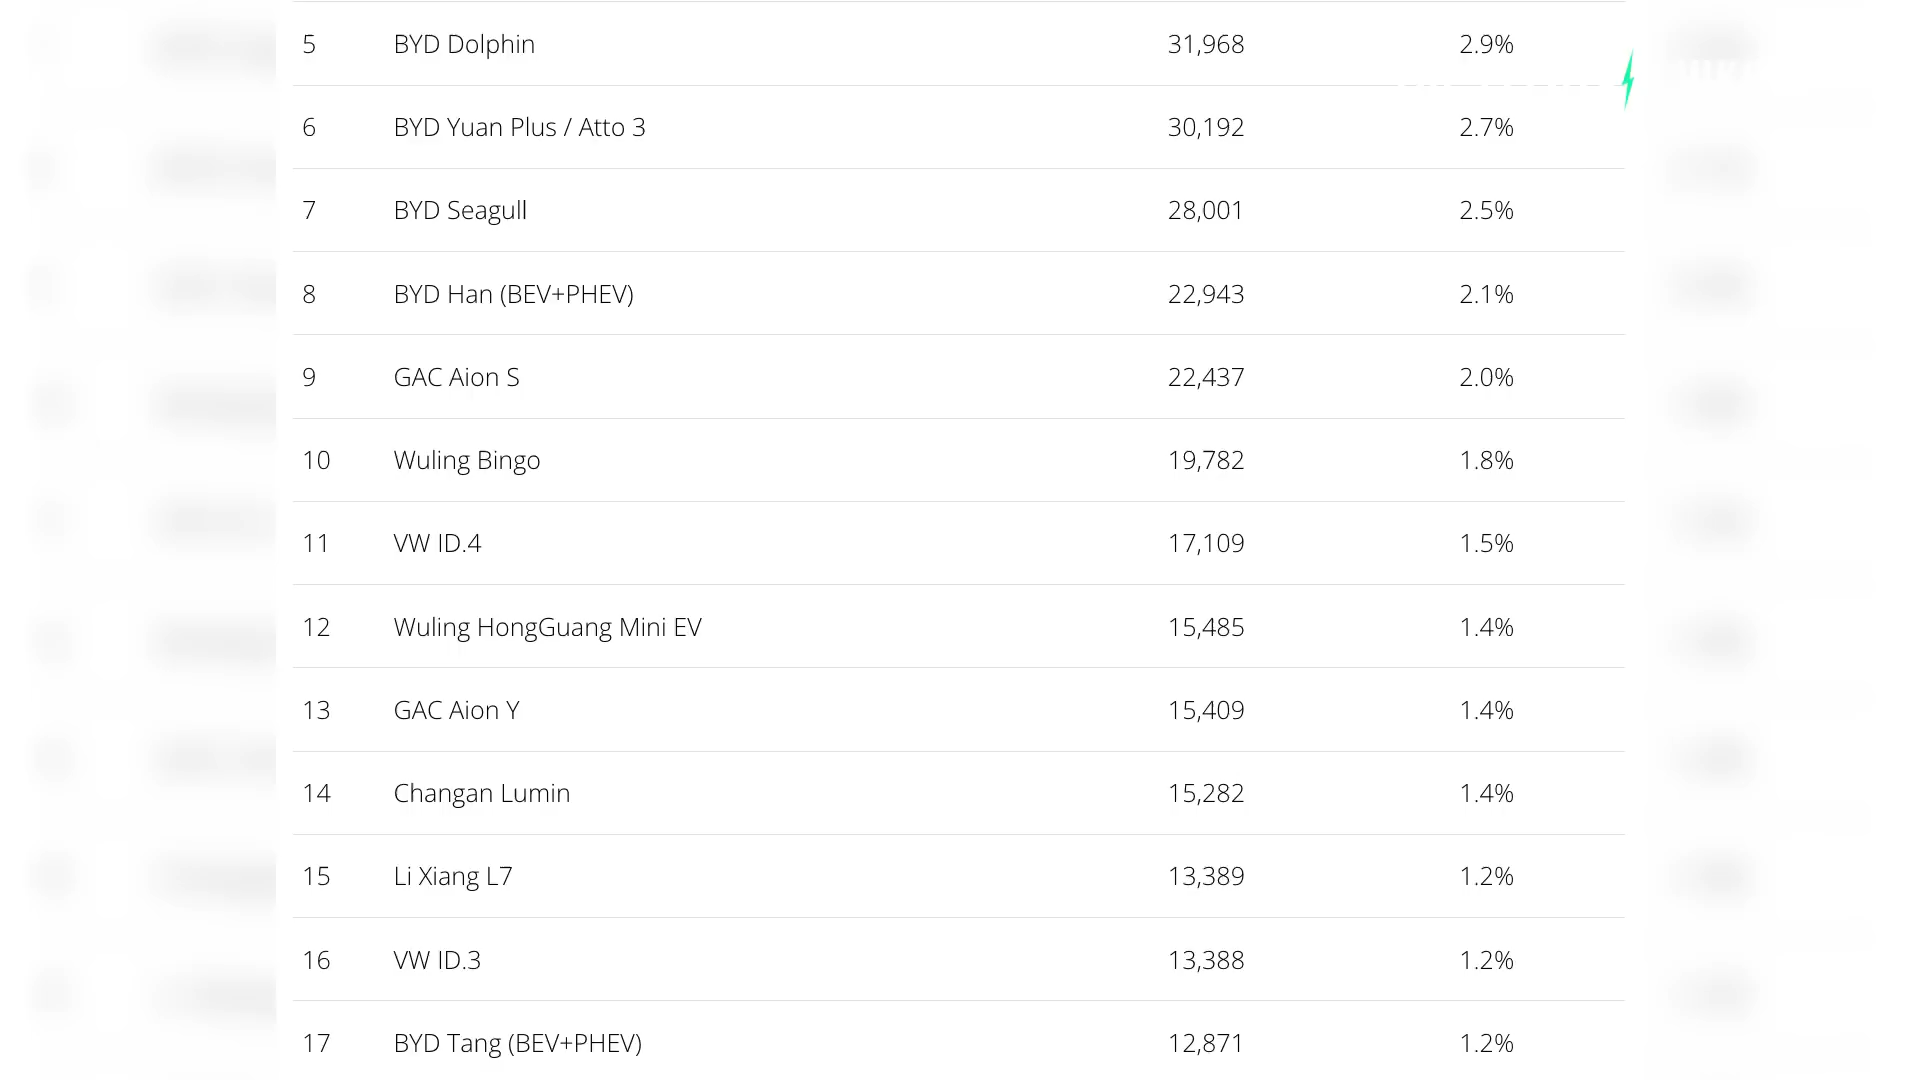 5 BYD Dolphin 31,968 2.9%
6 BYD Yuan Plus / Atto 3 30,192 2.7%
7 BYD Seagull 28,001 2.5%
8 BYD Han (BEV+PHEV) 22,943 2.1%
9 GAC Aion S 22,437 2.0%
10 Wuling Bingo 19,782 1.8%
11 VW ID.4 17,109 1.5%
12 Wuling HongGuang Mini EV 15,485 1.4%
13 GAC Aion Y 15,409 1.4%
14 Changan Lumin 15,282 1.4%
15 Li Xiang L7 13,389 1.2%
16 VW ID.3 13,388 1.2%
17 BYD Tang (BEV+PHEV) 12,871 1.2%